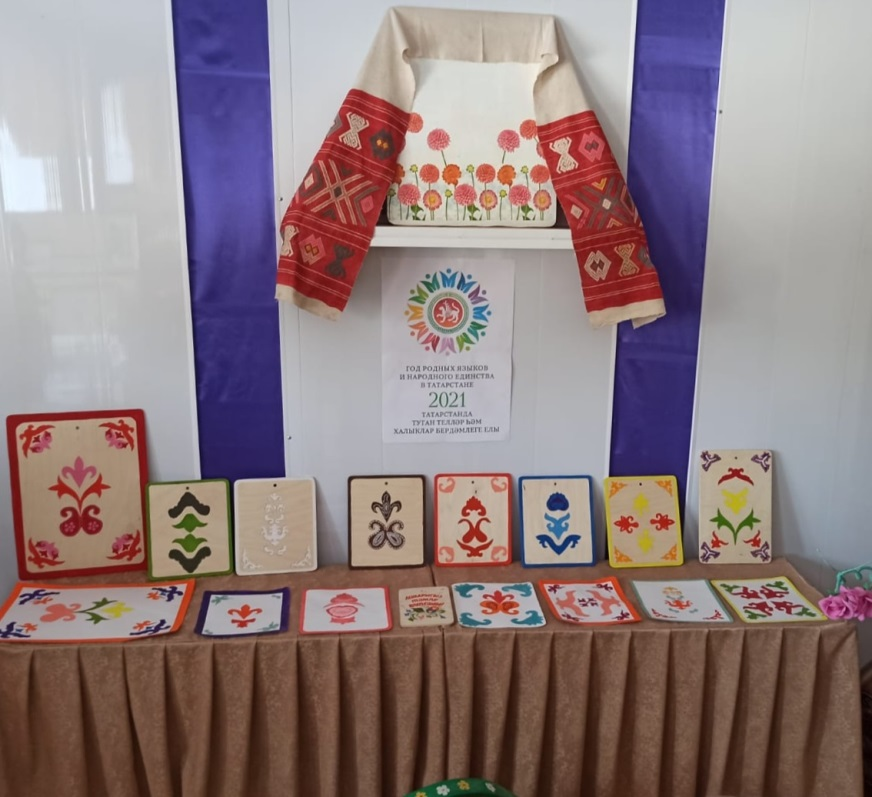 ГОД РОДНЫХ ЯЗЫКОВ
И НАРОДНОГО ЕДИНСТВА
В ТАТАРСТАНЕ
2021
ТАТАРСТАНДА
ТУГАН ТЕЛЛӘР ҺӘМ
ХАЛЫКЛАР БЕРДӘМЛЕГЕ ЕЛЫ